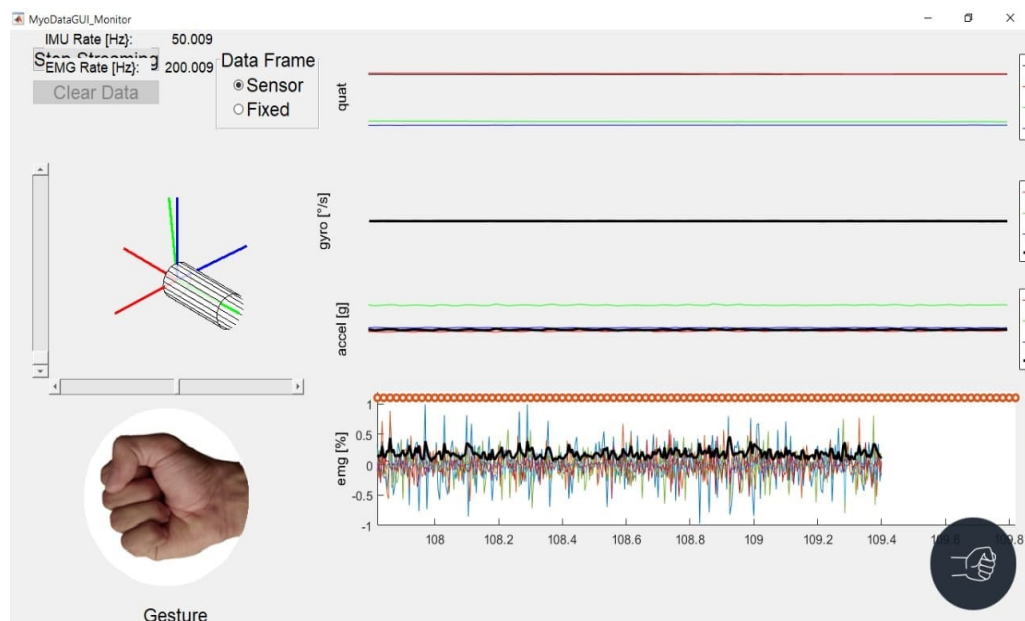 MyoDataGUI_Monitor
IMU Rate [Hz]: 50.009
Stop Streaming
EMG Rate [Hz]: 200.009
Clear Data
Data Frame
Sensor
Fixed
quat
gyro [°/s]
accel [g]
emg [%]
1
0.5
0
-0.5
-1
108 108.2 108.4 108.6 108.8 109 109.2 109.4 109.8
Gesture